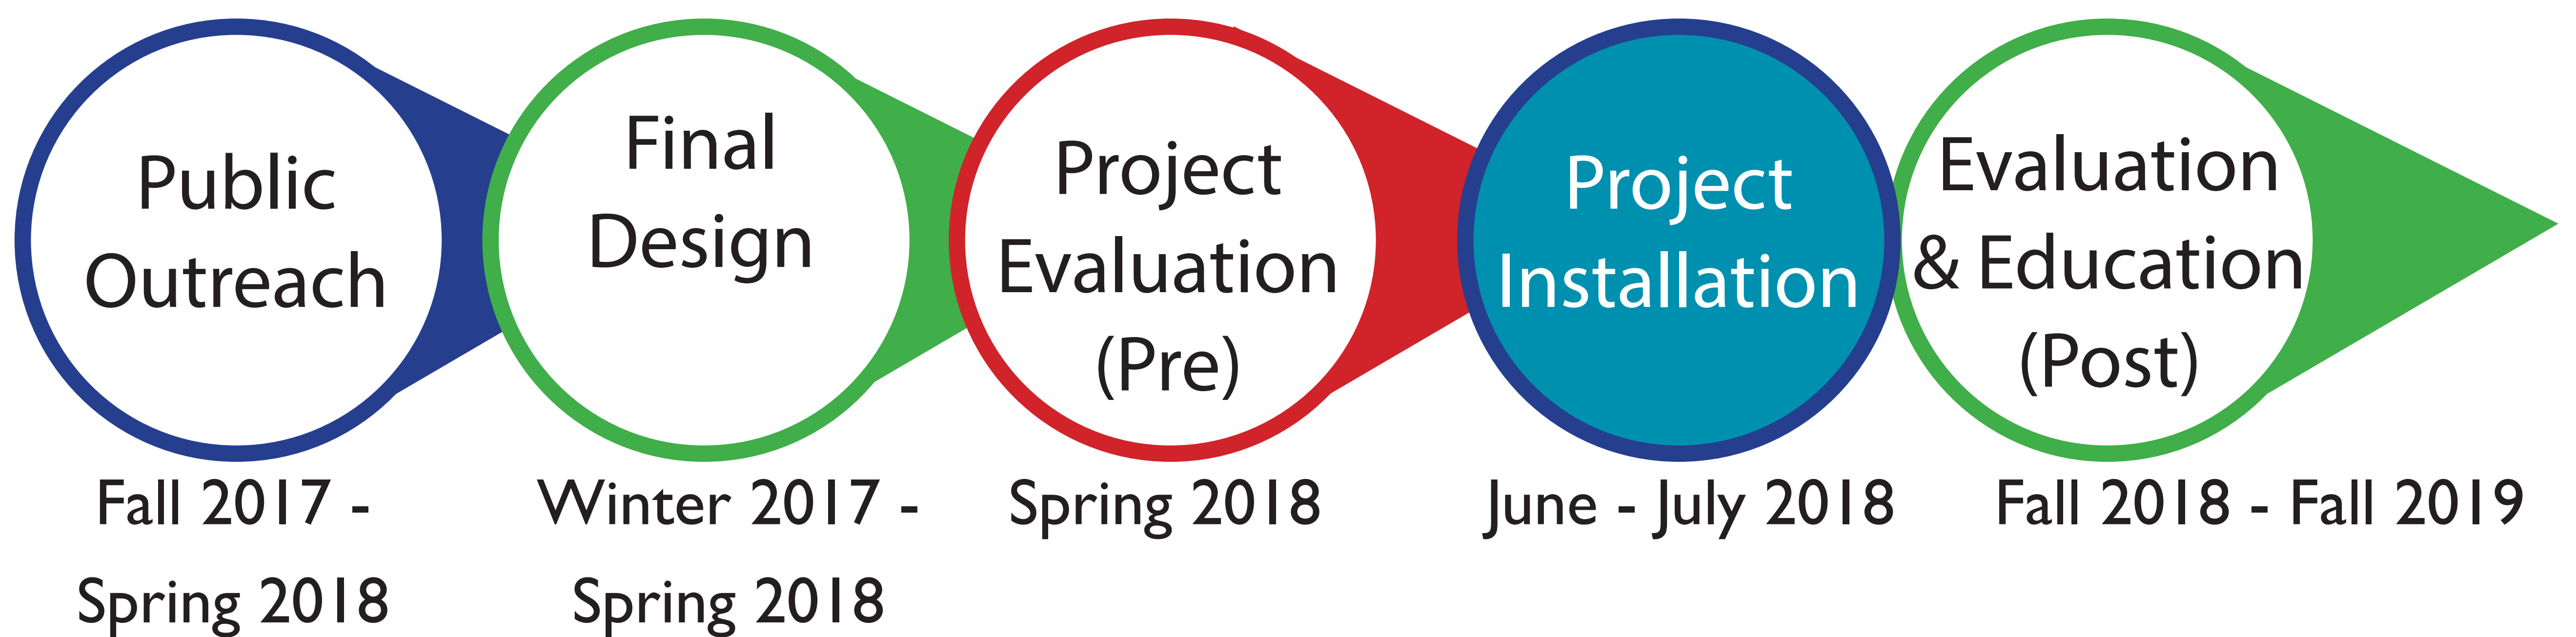 Public
Outreach
Final
Design
Project
Evaluation
(Pre)
Project
Installation
Evaluation
& Education
(Post)
Fall 2017 -
Spring 2018
Winter 2017 -
Spring 2018
Spring 2018
June - July 2018
Fall 2018 - Fall 2019